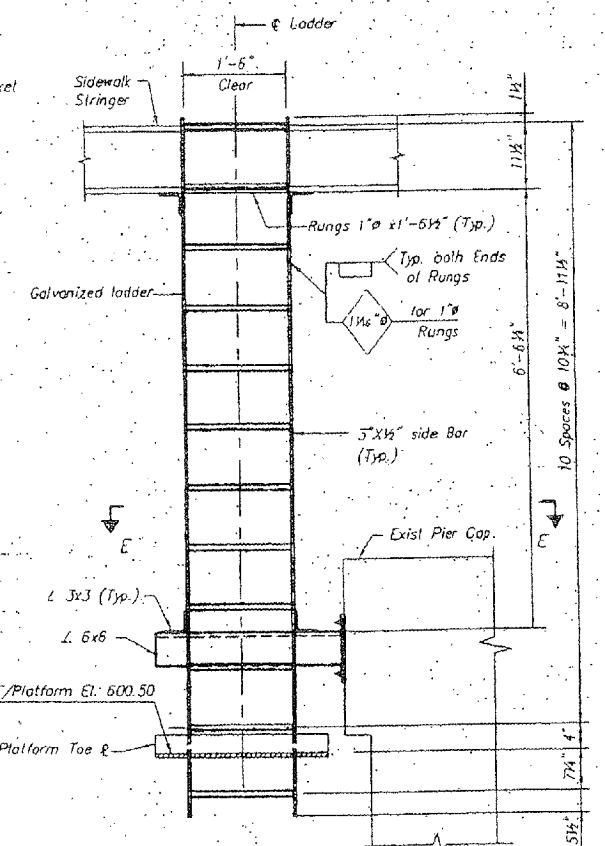 ℄ Ladder
1'-6"
Clear
Sidewalk
Stringer
1½"
11½"
Rungs 1"ø x1'-6½" (Typ.)
Typ. both Ends
of Rungs
Galvanized ladder
1 1/16"ø
for 1"ø
Rungs
6'-6¼"
10 Spaces @ 10¾" = 8'-11½"
3"X½" side Bar
(Typ.)
E
E
Exist Pier Cap.
L 3x3 (Typ.)
L 6x6
/Platform El.: 600.50
Platform Toe ℄
4"
7¼"
5½"